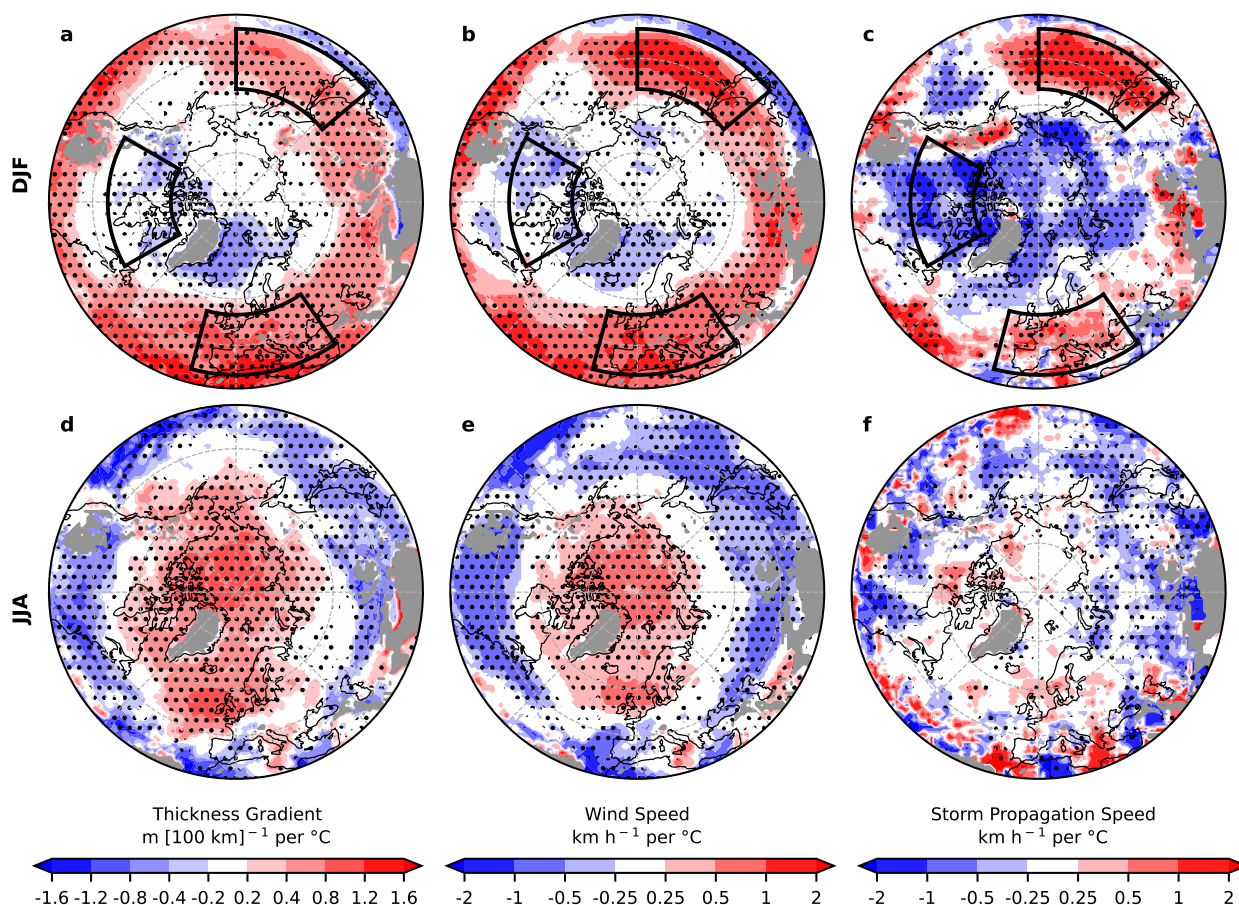 a
b
c
DJF
d
e
f
JJA
Thickness Gradient
m [100 km]⁻¹ per °C
-1.6 -1.2 -0.8 -0.4 -0.2 0.2 0.4 0.8 1.2 1.6
Wind Speed
km h⁻¹ per °C
-2 -1 -0.5 -0.25 0.25 0.5 1 2
Storm Propagation Speed
km h⁻¹ per °C
-2 -1 -0.5 -0.25 0.25 0.5 1 2